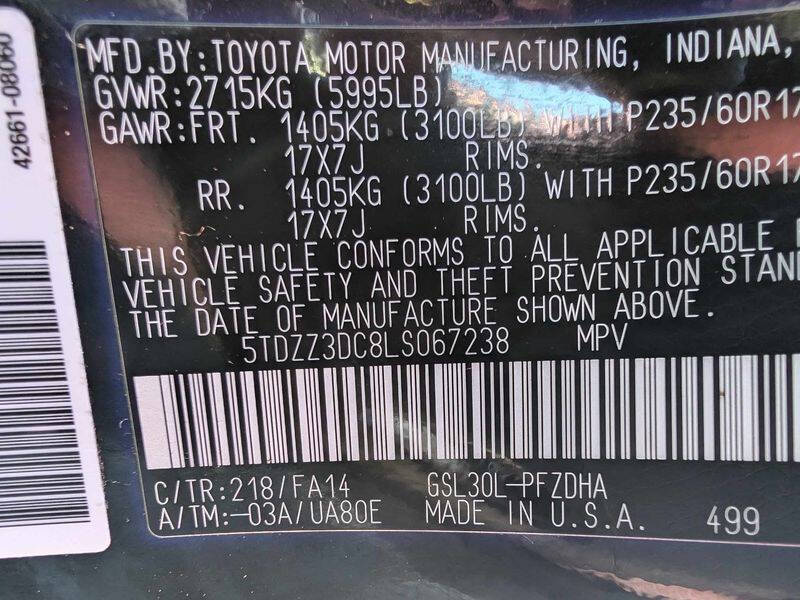 42661-08060
MFD.BY:TOYOTA MOTOR MANUFACTURING, INDIANA,
GVWR:2715KG (5995LB)
GAWR:FRT. 1405KG (3100LB) WITH P235/60R17
17X7J RIMS.
RR. 1405KG (3100LB) WITH P235/60R17
17X7J RIMS.
THIS VEHICLE CONFORMS TO ALL APPLICABLE
VEHICLE SAFETY AND THEFT PREVENTION STAN
THE DATE OF MANUFACTURE SHOWN ABOVE.
5TDZZ3DC8LS067238 MPV
C/TR:218/FA14 GSL30L-PFZDHA
A/TM:-03A/UA80E MADE IN U.S.A. 499